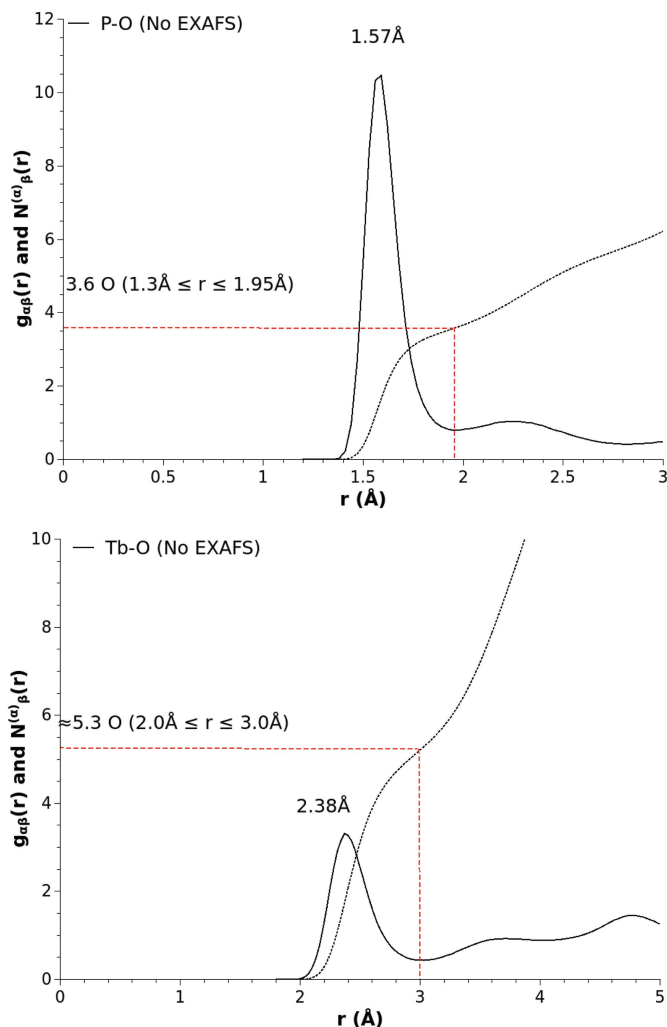 12
P-O (No EXAFS)
1.57Å
10
8
6
3.6 O (1.3Å ≤ r ≤ 1.95Å)
4
2
0
0 0.5 1 1.5 2 2.5 3
r (Å)
gαβ(r) and N(α)β(r)
10
Tb-O (No EXAFS)
8
6
≈5.3 O (2.0Å ≤ r ≤ 3.0Å)
4
2.38Å
2
0
0 1 2 3 4 5
r (Å)
gαβ(r) and N(α)β(r)